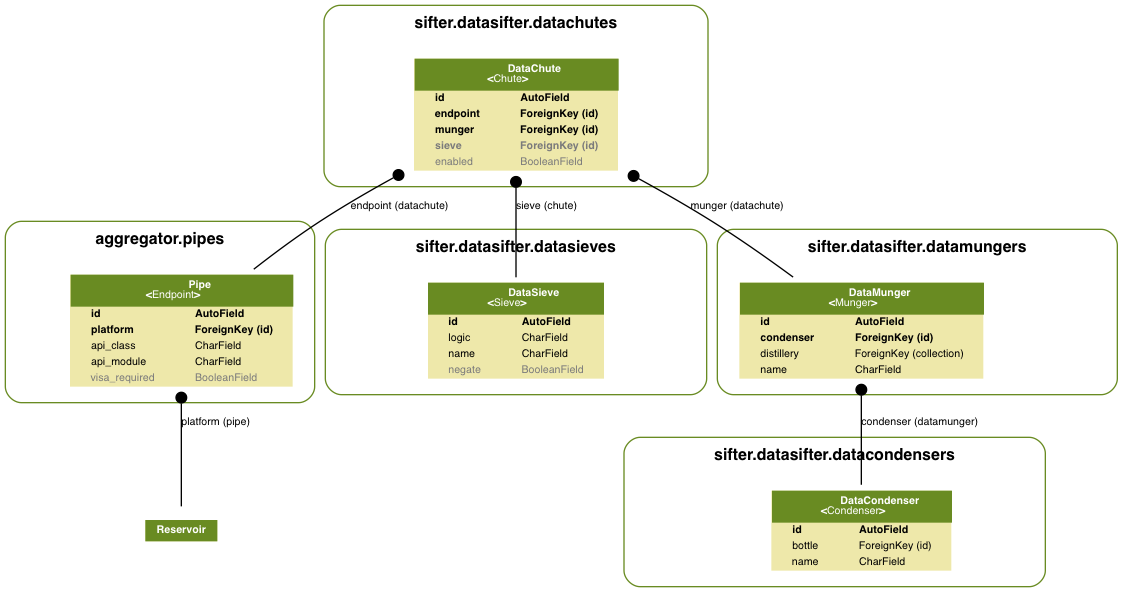 sifter.datasifter.datachutes
DataChute
<Chute>
id AutoField
endpoint ForeignKey (id)
munger ForeignKey (id)
sieve ForeignKey (id)
enabled BooleanField
endpoint (datachute)
sieve (chute)
munger (datachute)
aggregator.pipes
Pipe
<Endpoint>
id AutoField
platform ForeignKey (id)
api_class CharField
api_module CharField
visa_required BooleanField
sifter.datasifter.datasieves
DataSieve
<Sieve>
id AutoField
logic CharField
name CharField
negate BooleanField
sifter.datasifter.datamungers
DataMunger
<Munger>
id AutoField
condenser ForeignKey (id)
distillery ForeignKey (collection)
name CharField
platform (pipe)
condenser (datamunger)
Reservoir
sifter.datasifter.datacondensers
DataCondenser
<Condenser>
id AutoField
bottle ForeignKey (id)
name CharField